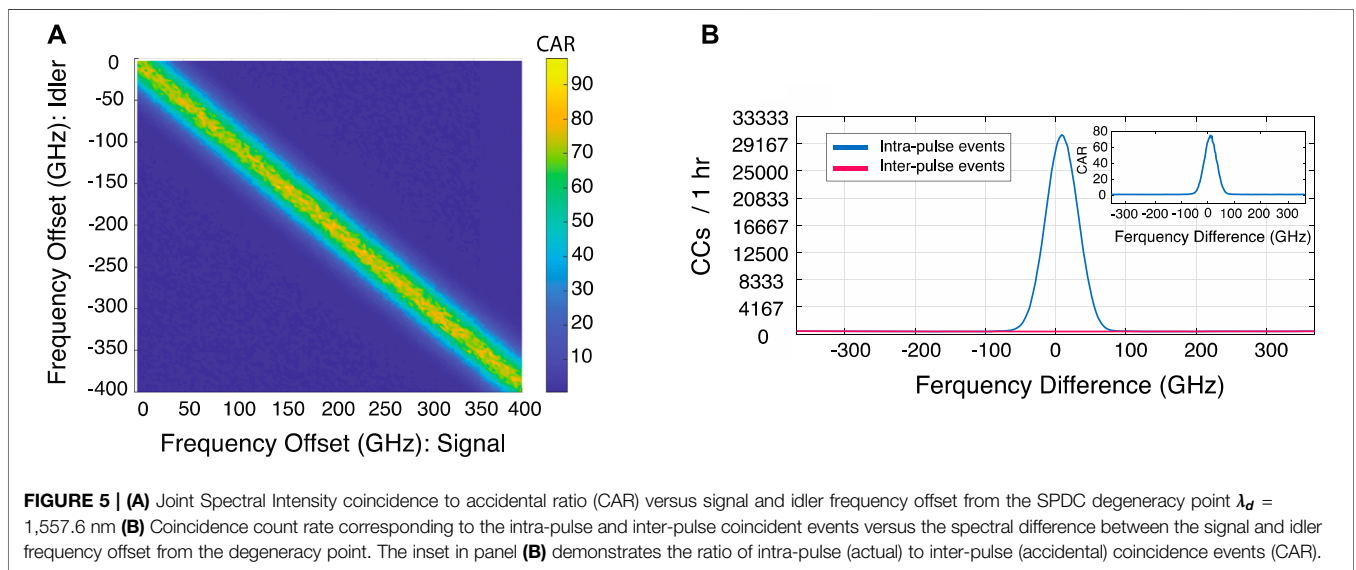 A
CAR
Frequency Offset (GHz): Idler
0
-50
-100
-150
-200
-250
-300
-350
-400
0 50 100 150 200 250 300 350 400
Frequency Offset (GHz): Signal
90
80
70
60
50
40
30
20
10
B
CCs / 1 hr
33333
29167
25000
20833
16667
12500
8333
4167
0
Intra-pulse events
Inter-pulse events
-300 -200 -100 0 100 200 300
Ferquency Difference (GHz)
CAR
80
60
40
20
0
-300 -200 -100 0 100 200 300
Ferquency Difference (GHz)
FIGURE 5 | (A) Joint Spectral Intensity coincidence to accidental ratio (CAR) versus signal and idler frequency offset from the SPDC degeneracy point λd =
1,557.6 nm (B) Coincidence count rate corresponding to the intra-pulse and inter-pulse coincident events versus the spectral difference between the signal and idler
frequency offset from the degeneracy point. The inset in panel (B) demonstrates the ratio of intra-pulse (actual) to inter-pulse (accidental) coincidence events (CAR).